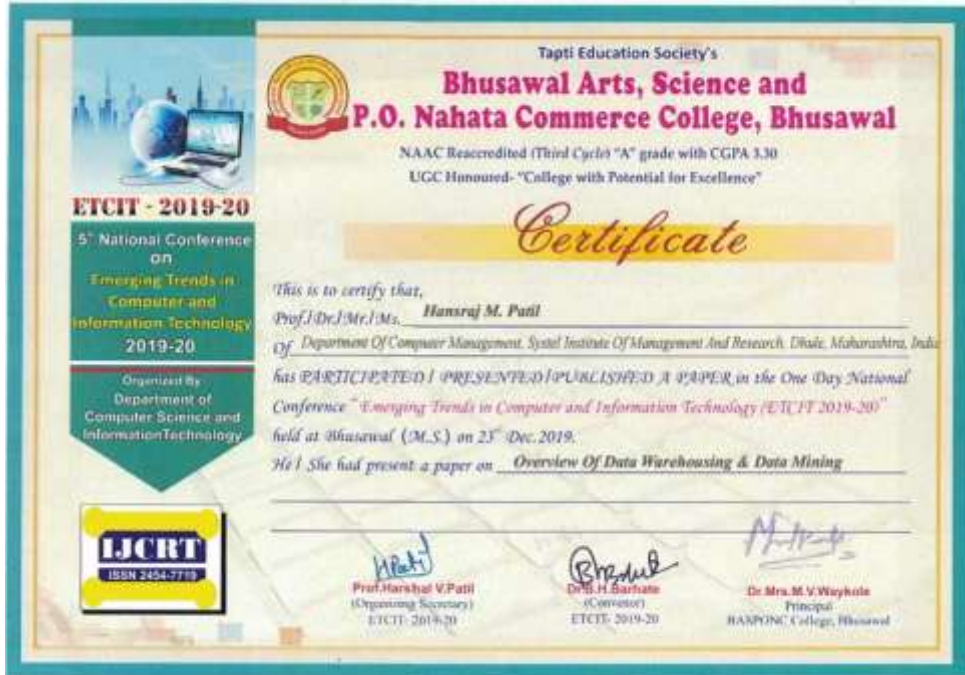 Tapti Education Society's
Bhusawal Arts, Science and
P.O. Nahata Commerce College, Bhusawal
NAAC Reaccredited (Third Cycle) "A" grade with CGPA 3.30
UGC Honoured- "College with Potential for Excellence"
Certificate
ETCIT - 2019-20
5th National Conference
on
Emerging Trends in
Computer and
Information Technology
2019-20
Organized By
Department of
Computer Science and
InformationTechnology
IJCRT
This is to certify that,
Prof./Dr./Mr./Ms. Hansraj M. Patil
Of Department Of Computer Management, Systel Institute Of Management And Research, Dhule, Maharashtra, India
has PARTICIPATED / PRESENTED/PUBLISHED A PAPER in the One Day National
Conference " Emerging Trends in Computer and Information Technology (ETCIT 2019-20)"
held at Bhusawal (M.S.) on 23rd Dec. 2019.
He / She had present a paper on Overview Of Data Warehousing & Data Mining
Prof.Harshal V.Patil
(Organizing Secretary)
ETCIT- 2019-20
Dr.B.H.Barhate
(Convenor)
ETCIT- 2019-20
Dr.Mrs.M.V.Waykole
Principal
BASPONC College, Bhusawal